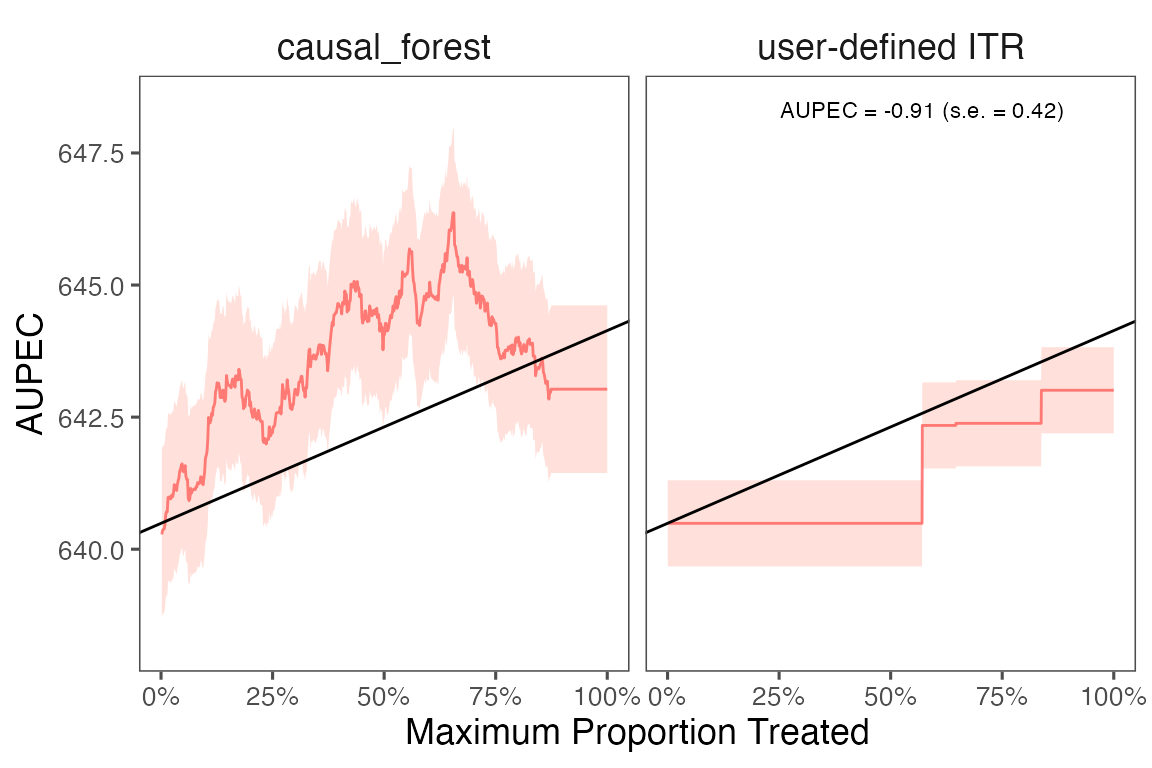 causal_forest
user-defined ITR
AUPEC = -0.91 (s.e. = 0.42)
647.5
645.0
642.5
640.0
AUPEC
0% 25% 50% 75% 100%
0% 25% 50% 75% 100%
Maximum Proportion Treated